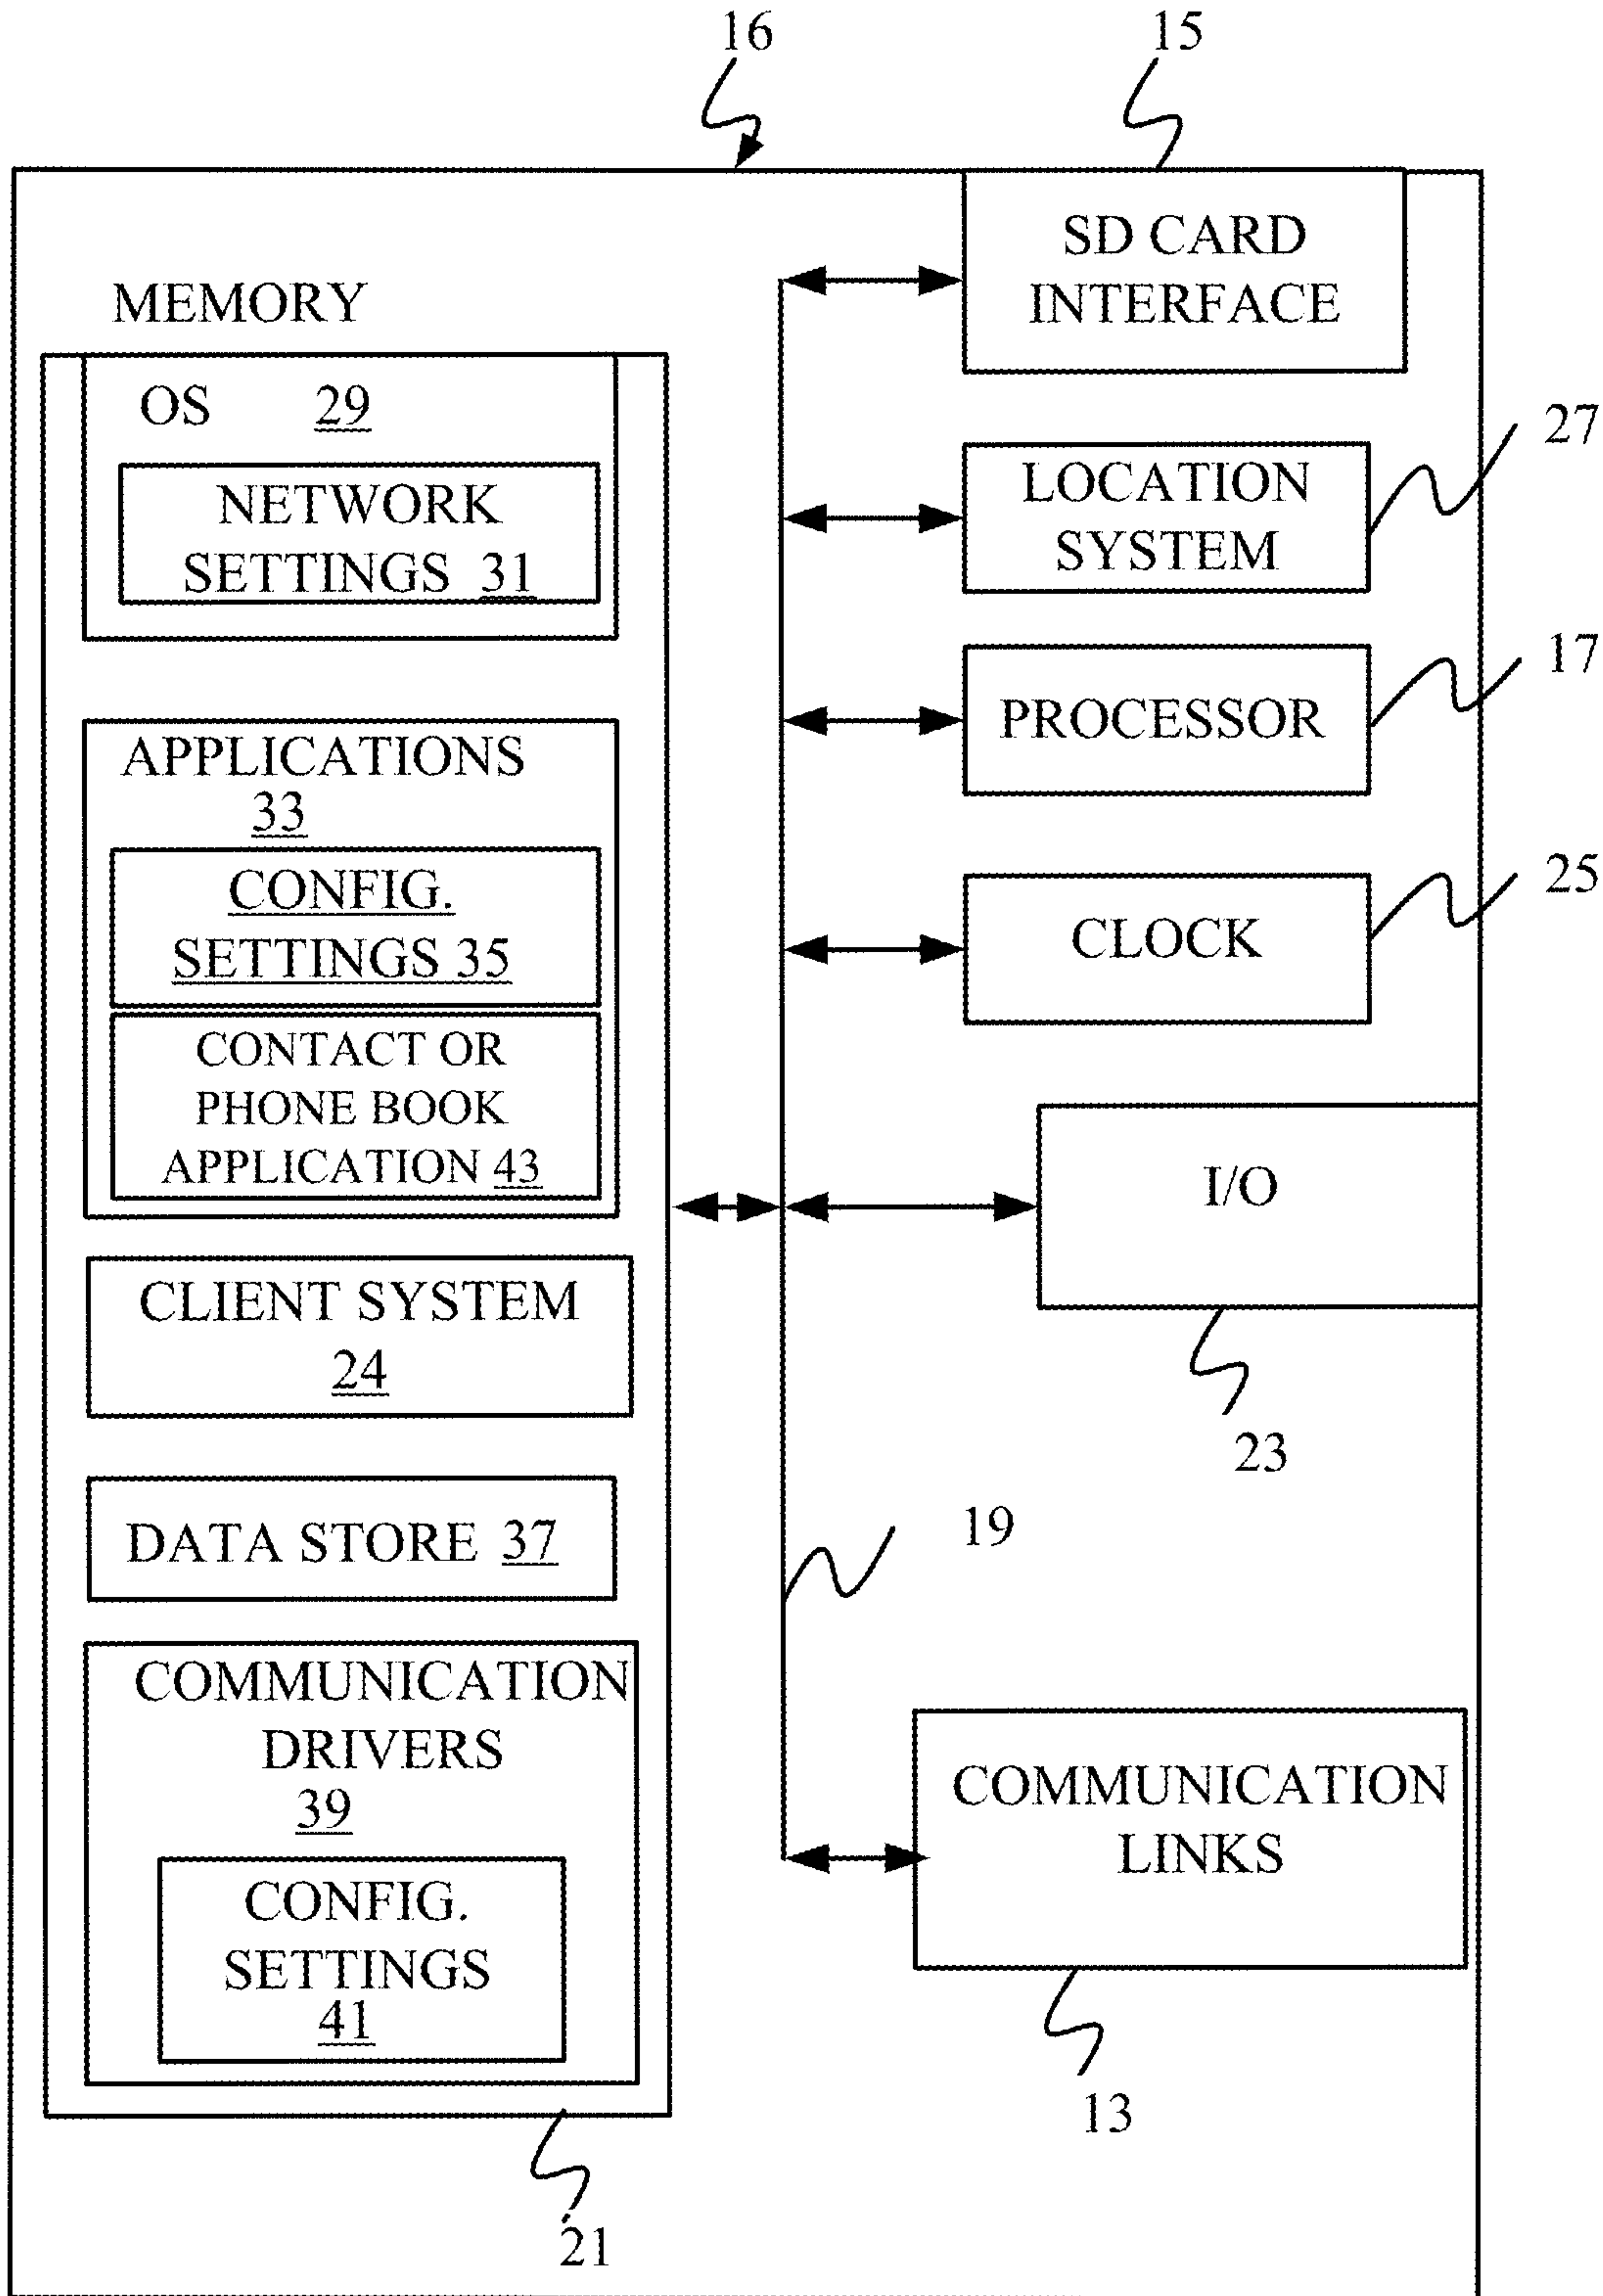 16
15
SD CARD
INTERFACE
MEMORY
OS 29
NETWORK
SETTINGS 31
27
LOCATION
SYSTEM
17
PROCESSOR
APPLICATIONS
33
CONFIG.
SETTINGS 35
25
CLOCK
CONTACT OR
PHONE BOOK
APPLICATION 43
I/O
23
CLIENT SYSTEM
24
19
DATA STORE 37
COMMUNICATION
DRIVERS
39
CONFIG.
SETTINGS
41
COMMUNICATION
LINKS
13
21